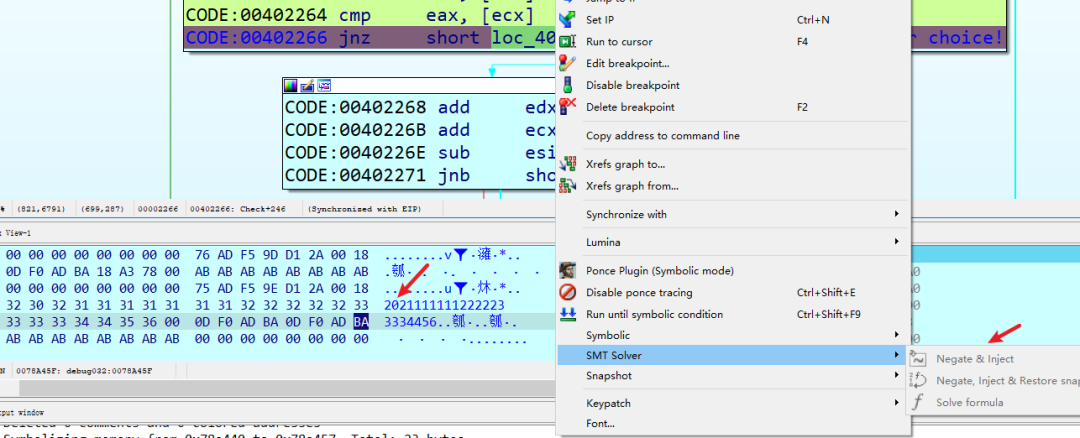 CODE:00402264 cmp eax, [ecx]
CODE:00402266 jnz short loc_40
r choice!
CODE:00402268 add edx
CODE:0040226B add ecx
CODE:0040226E sub esi
CODE:00402271 jnb sho
(821,6791) (699,287) 00002266 00402266: Check+246 (Synchronized with EIP)
View-1
00 00 00 00 00 00 00 00 76 AD F5 9D D1 2A 00 18 ........v
0D F0 AD BA 18 A3 78 00 AB AB AB AB AB AB AB AB
00 00 00 00 00 00 00 00 75 AD F5 9E D1 2A 00 18 ........u
32 30 32 31 31 31 31 31 31 31 32 32 32 32 32 33 2021111111222223
33 33 33 34 34 35 36 00 0D F0 AD BA 0D F0 AD BA 3334456..
AB AB AB AB AB AB AB AB 00 00 00 00 00 00 00 00
0078A45F: debug032:0078A45F
put window
Symbolizing memory from 0x78a440 to 0x78a457. Total: 23 bytes
Jump to IP
Set IP Ctrl+N
Run to cursor F4
Edit breakpoint...
Disable breakpoint
Delete breakpoint F2
Copy address to command line
Xrefs graph to...
Xrefs graph from...
Synchronize with
Lumina
Ponce Plugin (Symbolic mode)
Disable ponce tracing Ctrl+Shift+E
Run until symbolic condition Ctrl+Shift+F9
Symbolic
SMT Solver
Snapshot
Keypatch
Font...
Negate & Inject
Negate, Inject & Restore snap
Solve formula